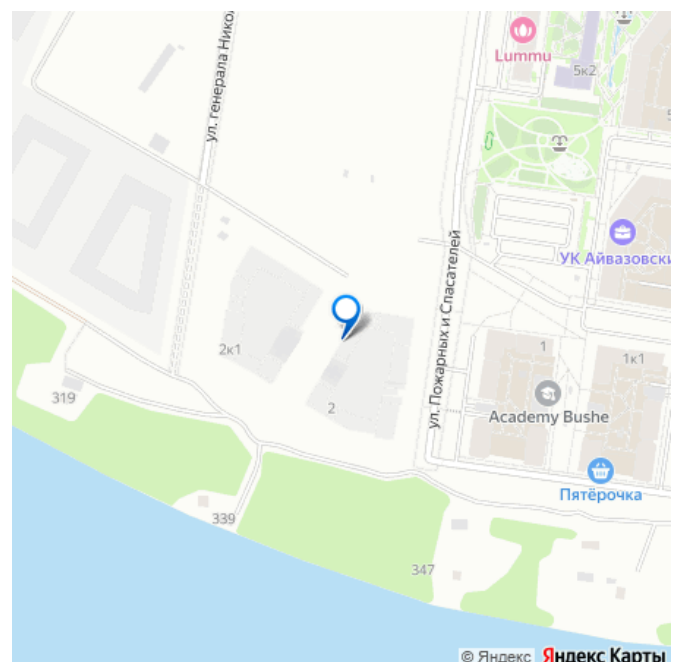 Lummu
5к2
ул. генерала Нико
УК Айвазовски
ул. Пожарных и Спасателей
2к1
1
1к1
319
2
Academy Bushe
Пятёрочка
339
347
© Яндекс Яндекс Карты